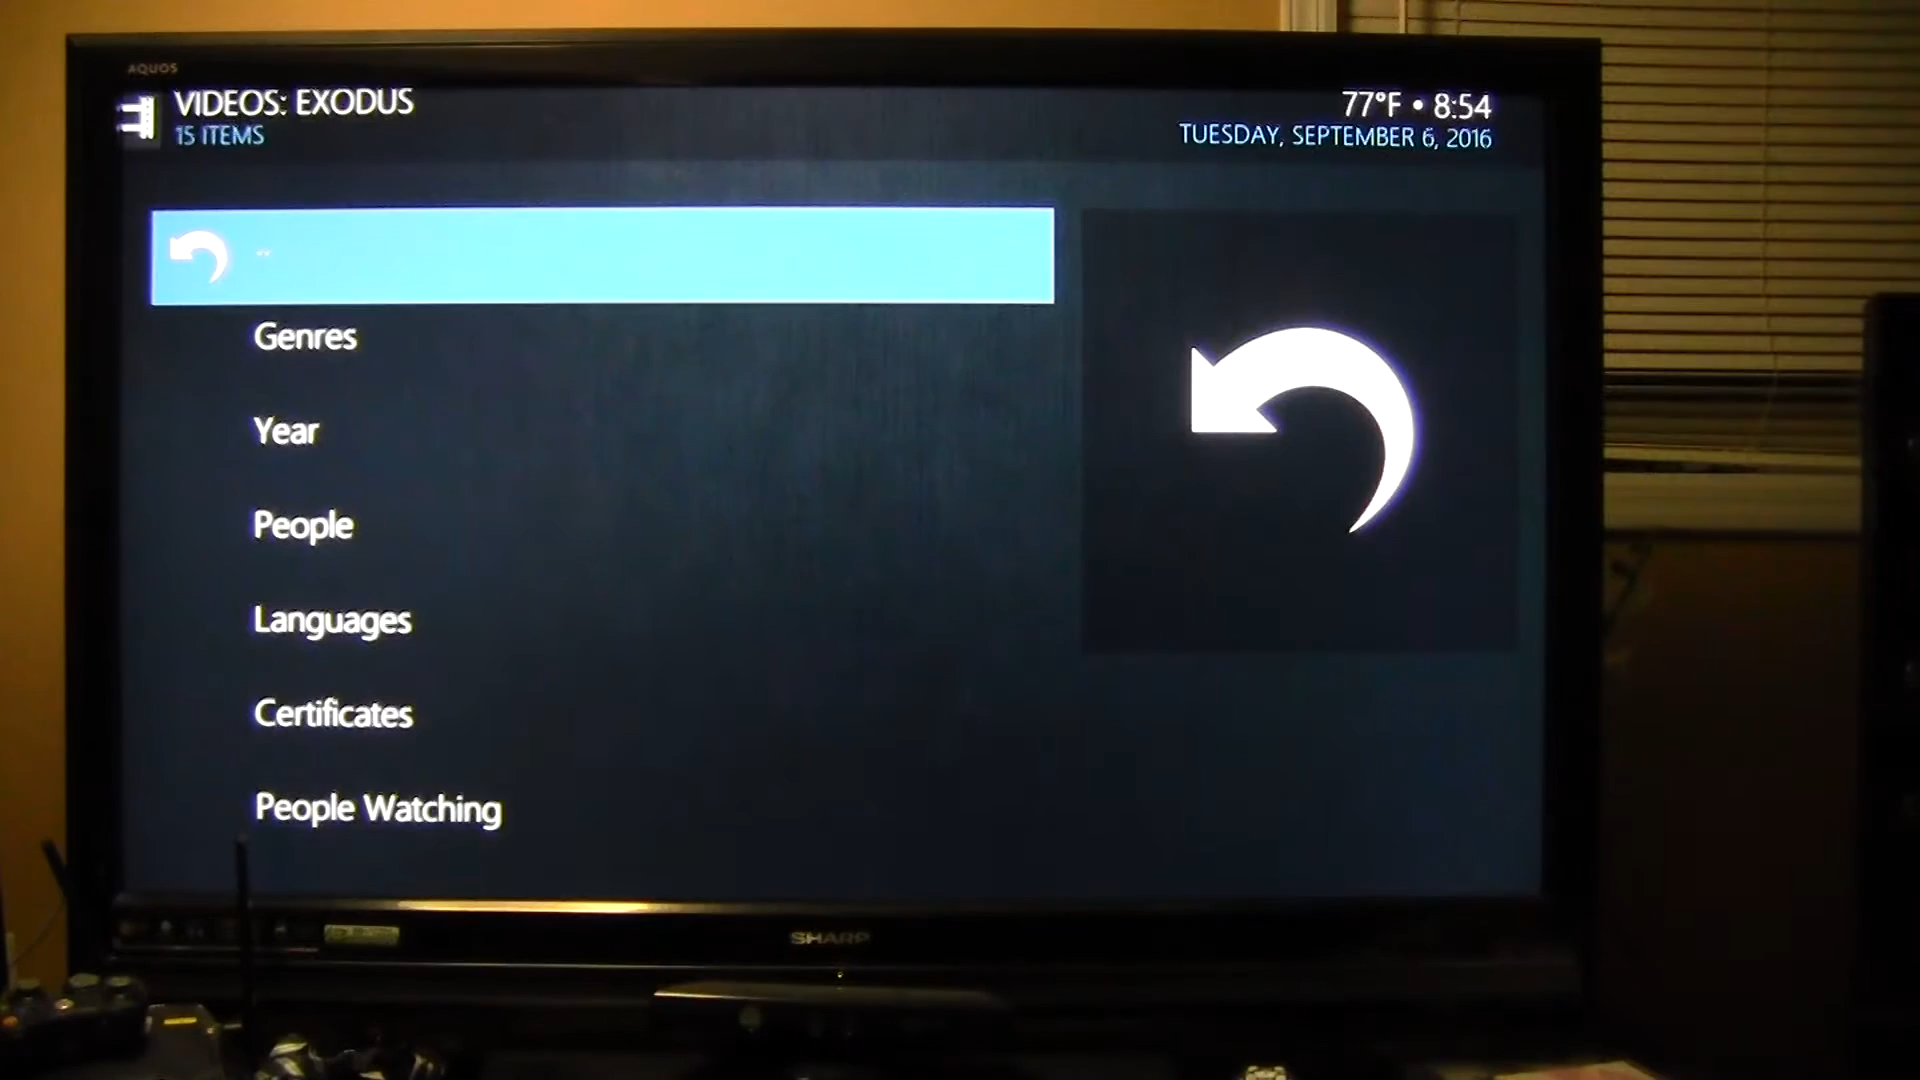 AQUOS
VIDEOS: EXODUS
15 ITEMS
77°F • 8:54
TUESDAY, SEPTEMBER 6, 2016
..
Genres
Year
People
Languages
Certificates
People Watching
SHARP